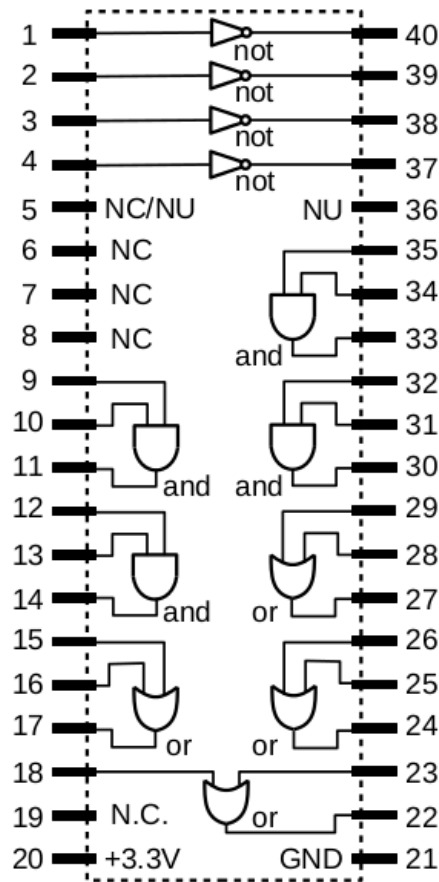 1 40
not
2 39
not
3 38
not
4 37
not
5 NC/NU NU 36
6 NC 35
7 NC 34
8 NC 33
and
9 32
10 31
11 30
and and
12 29
13 28
14 27
and or
15 26
16 25
17 24
or or
18 23
19 N.C. or 22
20 +3.3V GND 21